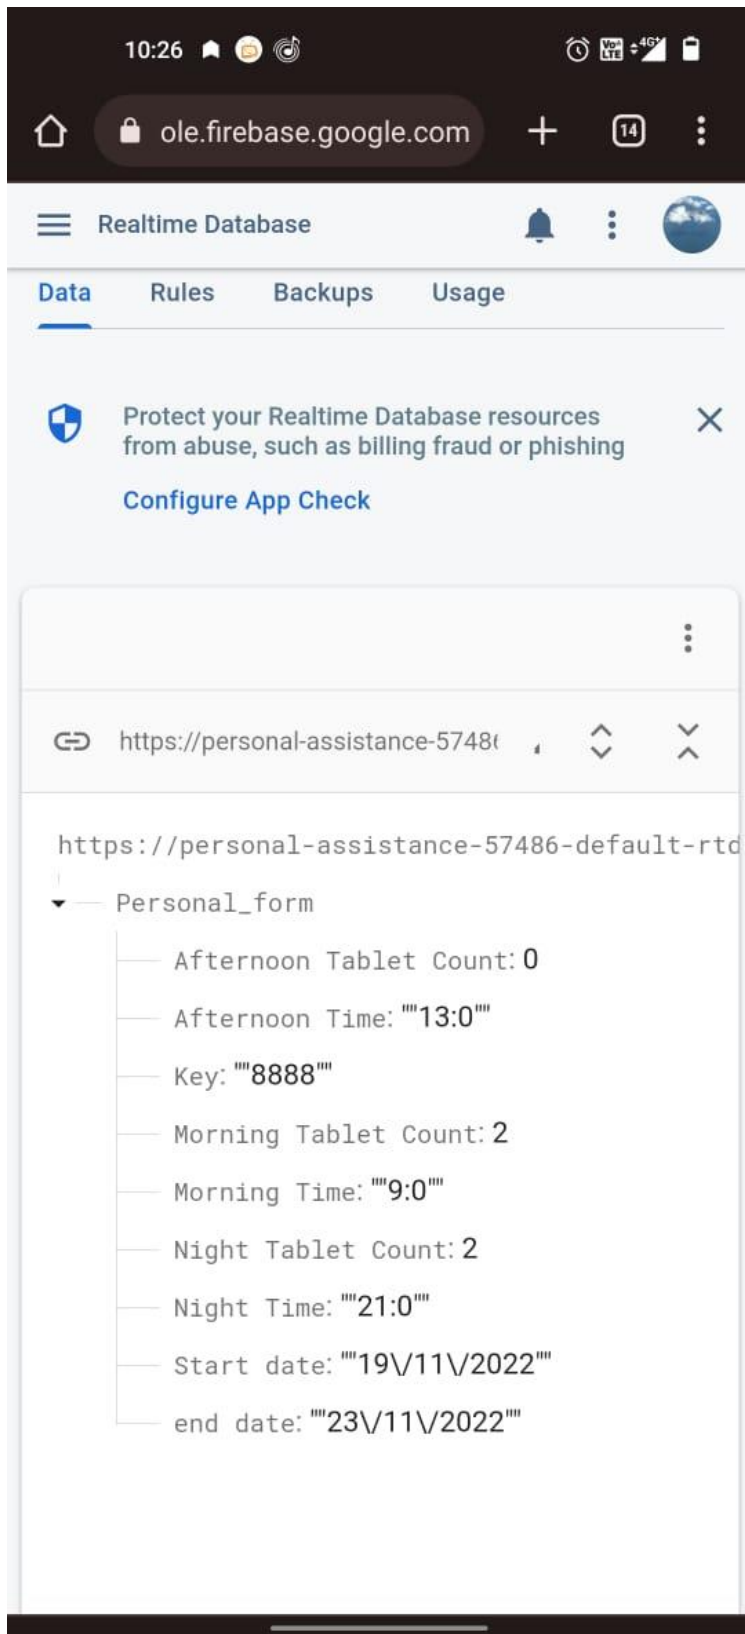 10:26 Vo LTE 4G+
ole.firebase.google.com 14
Realtime Database
Data Rules Backups Usage
Protect your Realtime Database resources
from abuse, such as billing fraud or phishing
Configure App Check
https://personal-assistance-5748
https://personal-assistance-57486-default-rtd
Personal_form
Afternoon Tablet Count: 0
Afternoon Time: ""13:0""
Key: ""8888""
Morning Tablet Count: 2
Morning Time: ""9:0""
Night Tablet Count: 2
Night Time: ""21:0""
Start date: ""19\/11\/2022""
end date: ""23\/11\/2022""